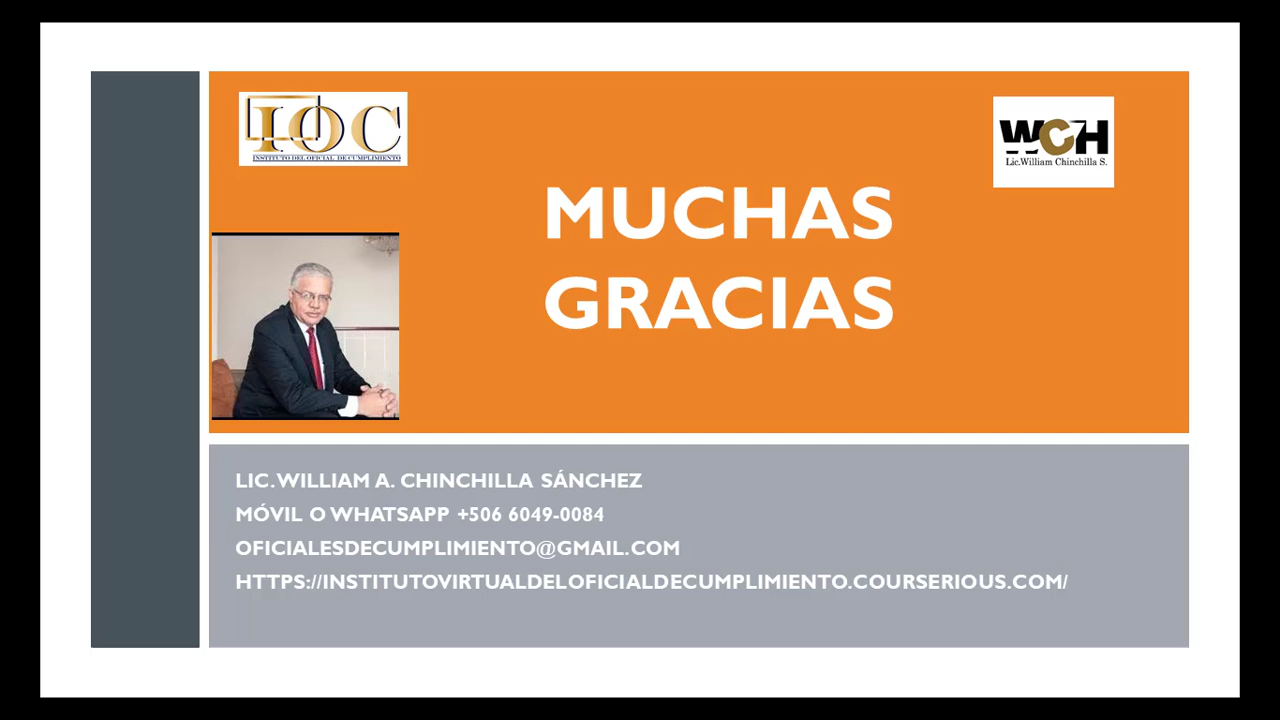 IOC
INSTITUTO DEL OFICIAL DE CUMPLIMIENTO
WCH
Lic.William Chinchilla S.
MUCHAS
GRACIAS
LIC. WILLIAM A. CHINCHILLA SÁNCHEZ
MÓVIL O WHATSAPP +506 6049-0084
OFICIALESDECUMPLIMIENTO@GMAIL.COM
HTTPS://INSTITUTOVIRTUALDELOFICIALDECUMPLIMIENTO.COURSERIOUS.COM/